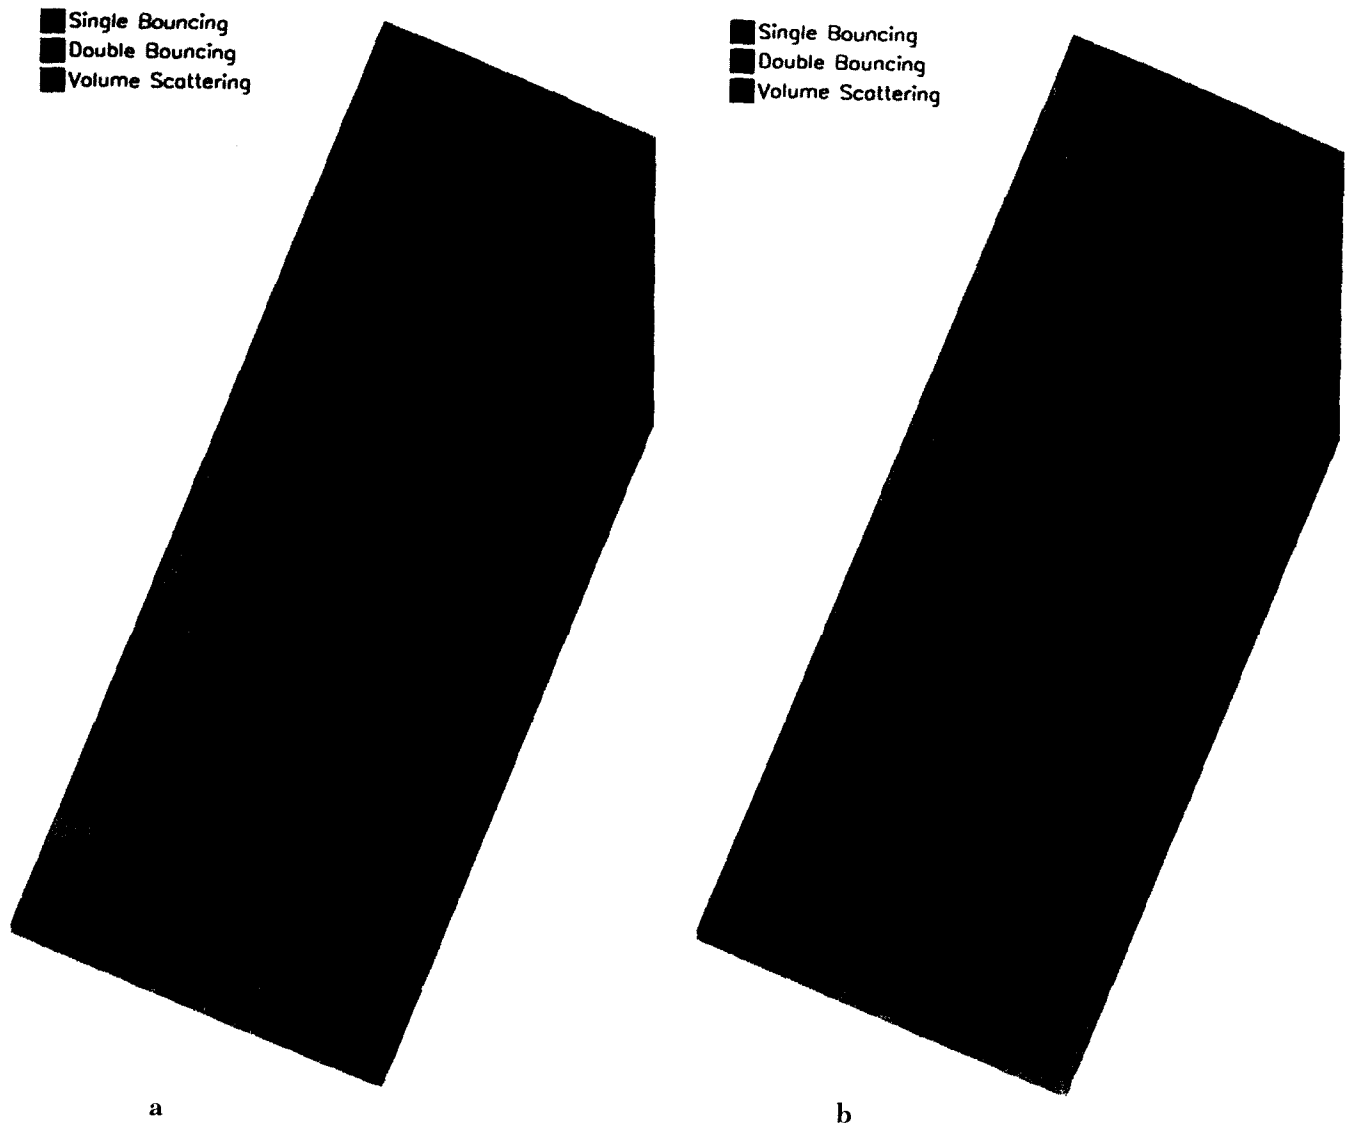 Single Bouncing
Double Bouncing
Volume Scattering
Single Bouncing
Double Bouncing
Volume Scattering
a
b